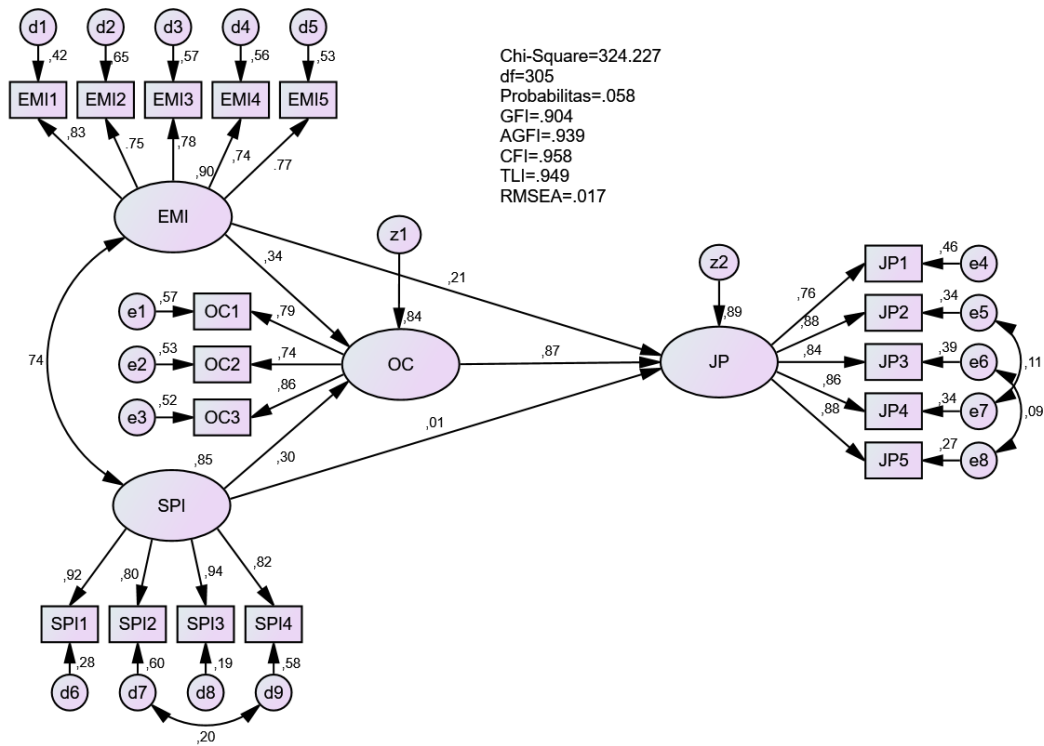 d1 d2 d3 d4 d5
,42 ,65 ,57 ,56 ,53
EMI1 EMI2 EMI3 EMI4 EMI5
,83 .75 ,78 ,74 .77
,90
EMI
Chi-Square=324.227
df=305
Probabilitas=.058
GFI=.904
AGFI=.939
CFI=.958
TLI=.949
RMSEA=.017
z1
z2
,34
,21
,84
,89
e1 ,57 OC1 ,79
e2 ,53 OC2 ,74
e3 ,52 OC3 ,86
OC
,87
JP
,76 JP1 ,46 e4
,88 JP2 ,34 e5
,84 JP3 ,39 e6
,86 JP4 ,34 e7
,88 JP5 ,27 e8
,11
,09
74
,01
,30
,85
SPI
,92 ,80 ,94 ,82
SPI1 SPI2 SPI3 SPI4
,28 ,60 ,19 ,58
d6 d7 d8 d9
,20